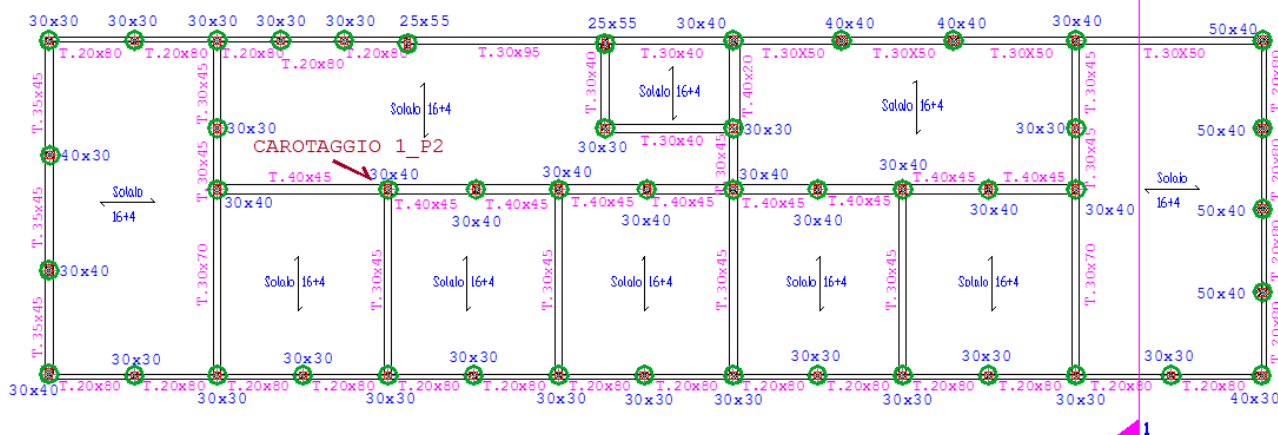 30x30 30x30 30x30 30x30 30x30 25x55 25x55 30x40 40x40 40x40 30x40 50x40
T.20x80 T.20x80 T.20x80 T.20x80 T.30x95 T.30x40 T.30X50 T.30X50 T.30X50 T.30X50
T.20x80
T.35x45 T.30x45 T.30x40 T.40x20 T.30x45 T.20x80
Solaio 16+4 Solaio 16+4 Solaio 16+4
30x30 30x30 30x30 50x40
T.30x40
30x30
CAROTAGGIO 1_P2
40x30
T.35x45 T.30x45 T.30x45 T.30x45 T.20x80
T.40x45 30x40 30x40
Solaio
16+4
Solaio
16+4
30x40 T.40x45 T.40x45 T.40x45 T.40x45 30x40 T.40x45 T.40x45 T.40x45 30x40
30x40 30x40 30x40 30x40 50x40
30x40
T.35x45 T.30x70 T.30x45 T.30x45 T.30x45 T.30x45 T.30x70 T.20x80
Solaio 16+4 Solaio 16+4 Solaio 16+4 Solaio 16+4 Solaio 16+4
50x40
T.20x80
30x30 30x30 30x30 30x30 30x30
30x40 T.20x80 T.20x80 T.20x80 T.20x80 T.20x80 T.20x80 T.20x80 T.20x80 T.20x80 T.20x80 T.20x80 T.20x80 T.20x80 T.20x80
30x30 30x30 30x30 30x30 30x30 30x30 30x30 30x30 30x30 40x30
1